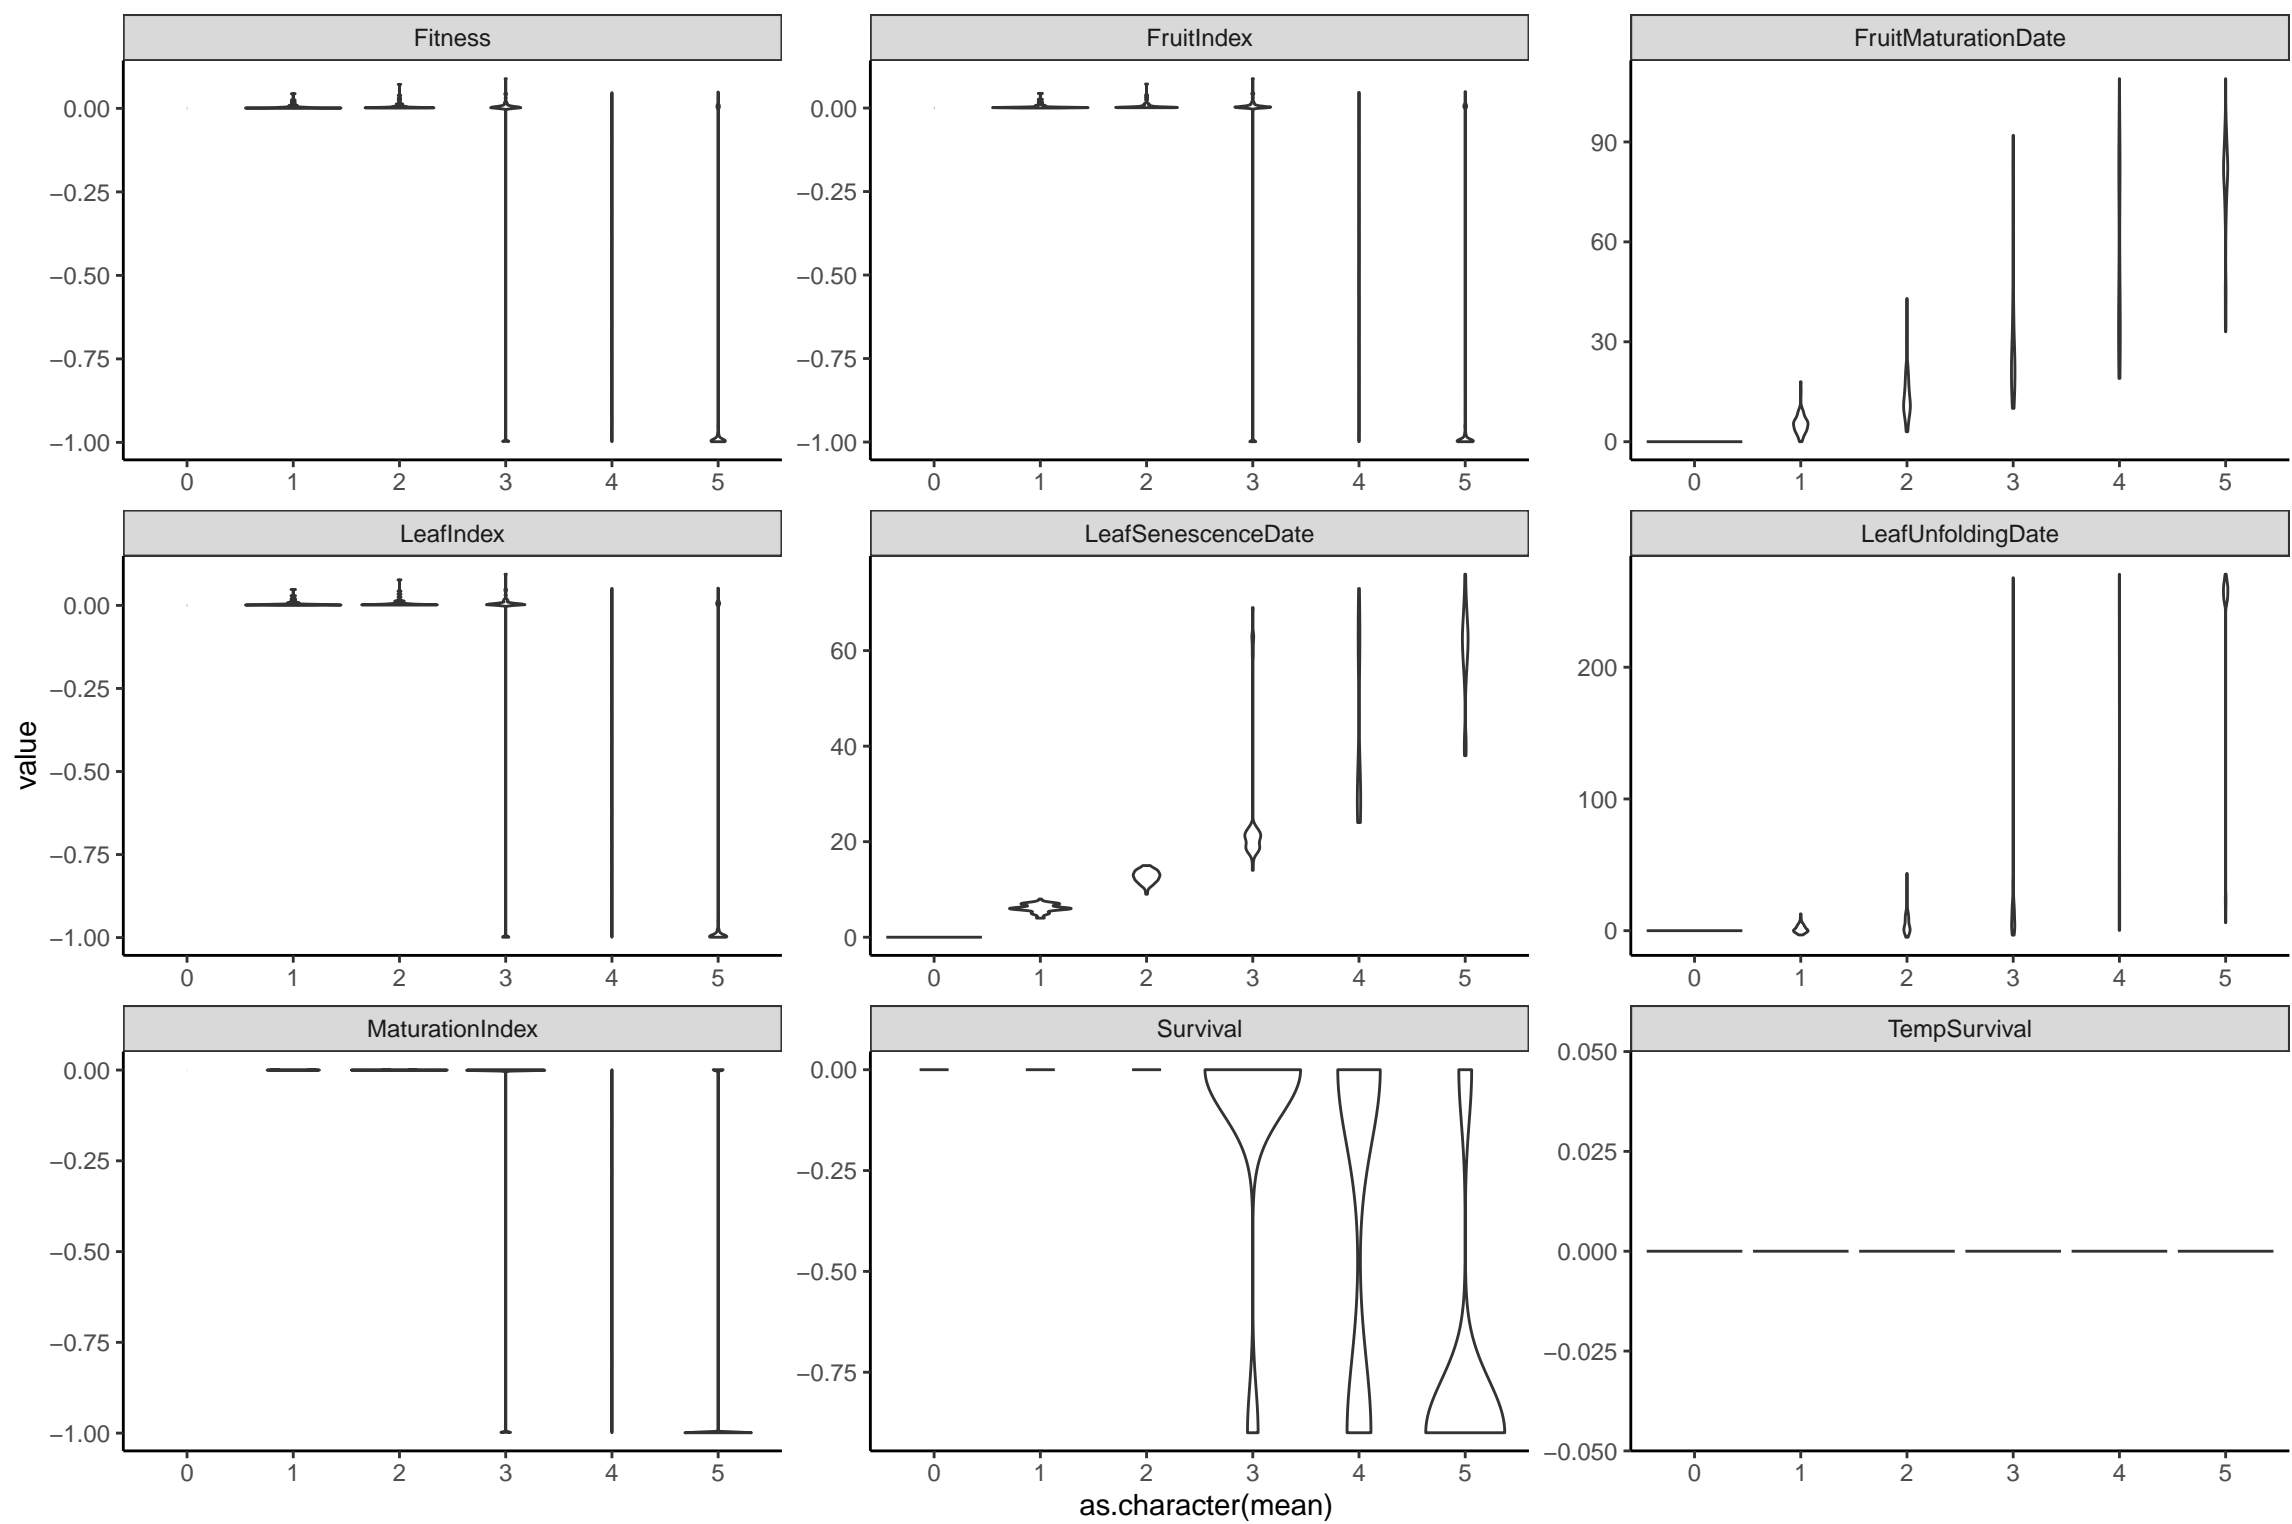 Fitness
FruitIndex
FruitMaturationDate
0.00
−0.25
−0.50
−0.75
−1.00
0 1 2 3 4 5
0.00
−0.25
−0.50
−0.75
−1.00
0 1 2 3 4 5
90
60
30
0
0 1 2 3 4 5
LeafIndex
LeafSenescenceDate
LeafUnfoldingDate
value
0.00
−0.25
−0.50
−0.75
−1.00
0 1 2 3 4 5
60
40
20
0
0 1 2 3 4 5
200
100
0
0 1 2 3 4 5
MaturationIndex
Survival
TempSurvival
0.00
−0.25
−0.50
−0.75
−1.00
0 1 2 3 4 5
0.00
−0.25
−0.50
−0.75
0 1 2 3 4 5
0.050
0.025
0.000
−0.025
−0.050
0 1 2 3 4 5
as.character(mean)